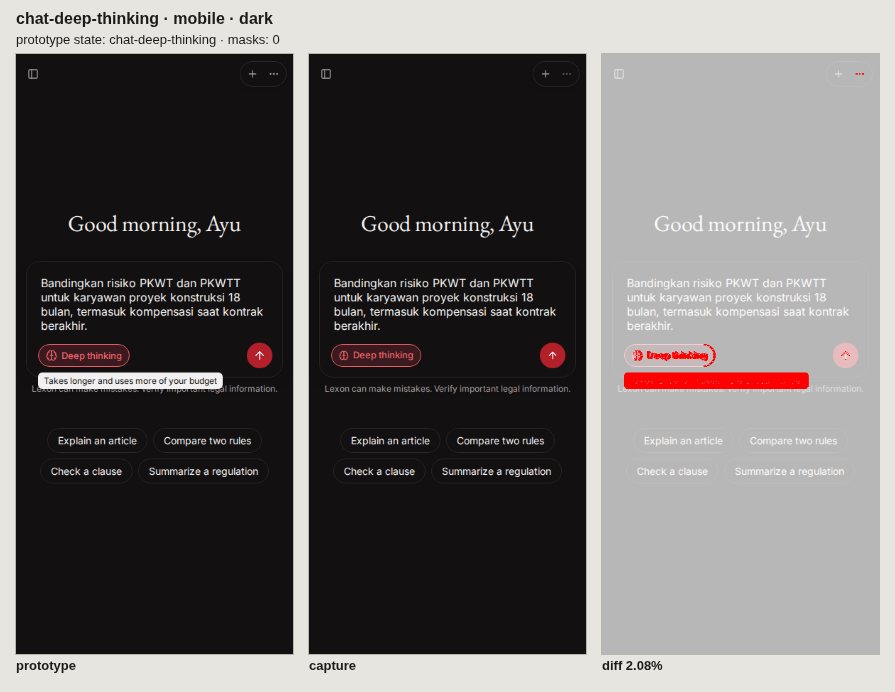 chat-deep-thinking · mobile · dark
prototype state: chat-deep-thinking · masks: 0
Good morning, Ayu
Bandingkan risiko PKWT dan PKWTT
untuk karyawan proyek konstruksi 18
bulan, termasuk kompensasi saat kontrak
berakhir.
Deep thinking
Takes longer and uses more of your budget
Lexon can make mistakes. Verify important legal information.
Explain an article
Compare two rules
Check a clause
Summarize a regulation
prototype
Good morning, Ayu
Bandingkan risiko PKWT dan PKWTT
untuk karyawan proyek konstruksi 18
bulan, termasuk kompensasi saat kontrak
berakhir.
Deep thinking
Lexon can make mistakes. Verify important legal information.
Explain an article
Compare two rules
Check a clause
Summarize a regulation
capture
Good morning, Ayu
Bandingkan risiko PKWT dan PKWTT
untuk karyawan proyek konstruksi 18
bulan, termasuk kompensasi saat kontrak
berakhir.
Deep thinking
Explain an article
Compare two rules
Check a clause
Summarize a regulation
diff 2.08%